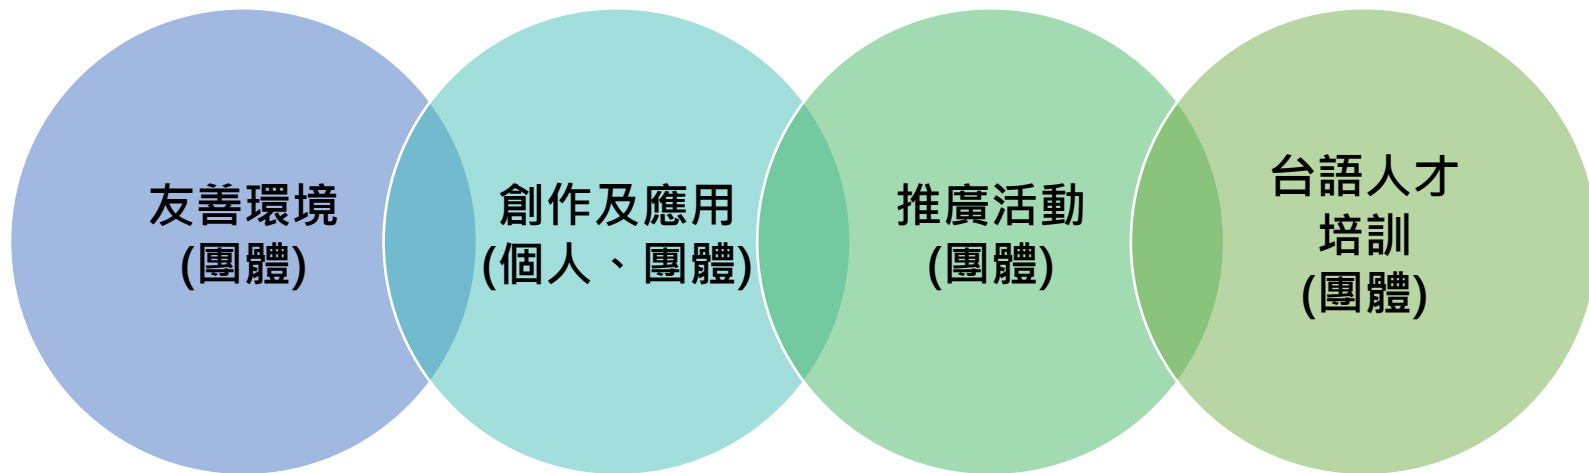 友善環境
(團體)
創作及應用
(個人、團體)
推廣活動
(團體)
台語人才
培訓
(團體)